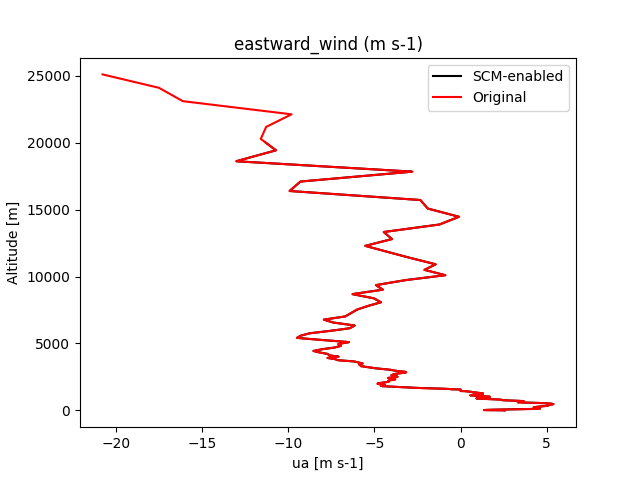 eastward_wind (m s-1)
SCM-enabled
Original
25000
20000
15000
10000
5000
0
Altitude [m]
−20
−15
−10
−5
0
5
ua [m s-1]